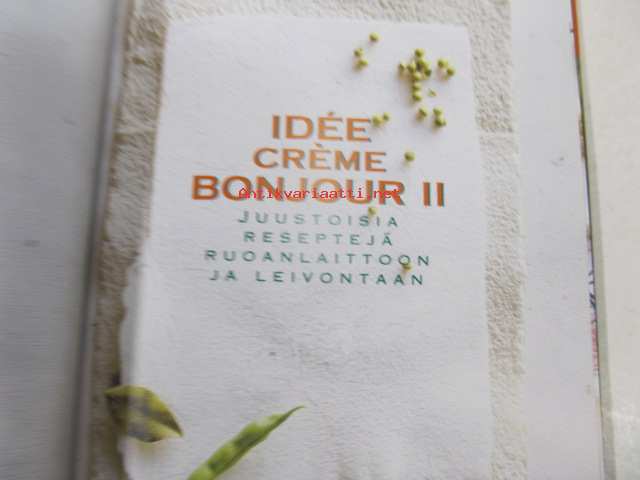 IDÉE
CRÈME
BONJOUR II
Antikvariaatti.net
JUUSTOISIA
RESEPTEJÄ
RUOANLAITTOON
JA LEIVONTAAN